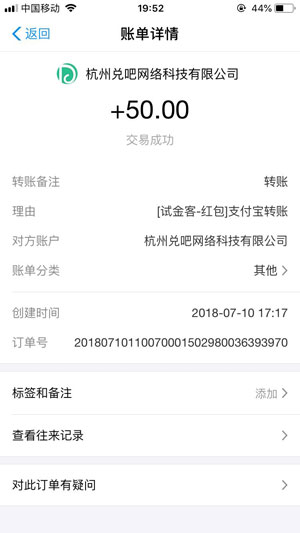 中国移动 19:52 44%
返回 账单详情
杭州兑吧网络科技有限公司
+50.00
交易成功
转账备注 转账
理由 [试金客-红包]支付宝转账
对方账户 杭州兑吧网络科技有限公司
账单分类 其他
创建时间 2018-07-10 17:17
订单号 20180710110070001502980036393970
标签和备注 添加
查看往来记录
对此订单有疑问